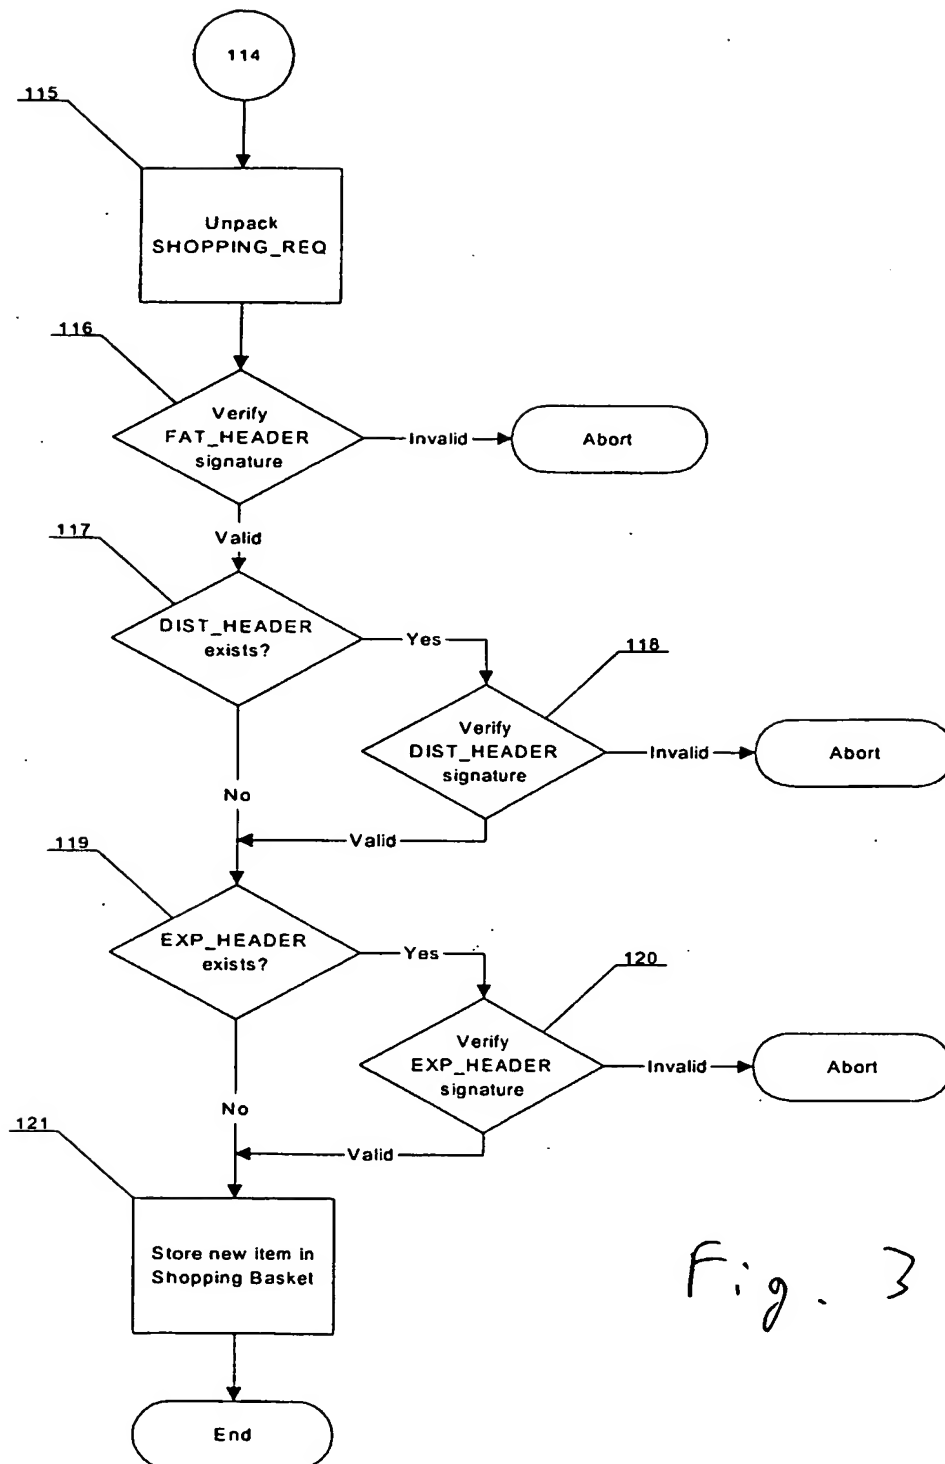 114
115
Unpack
SHOPPING_REQ
116
Verify
FAT_HEADER
signature
Invalid
Abort
Valid
117
DIST_HEADER
exists?
Yes
118
Verify
DIST_HEADER
signature
Invalid
Abort
No
Valid
119
EXP_HEADER
exists?
Yes
120
Verify
EXP_HEADER
signature
Invalid
Abort
No
Valid
121
Store new item in
Shopping Basket
Fig. 3
End